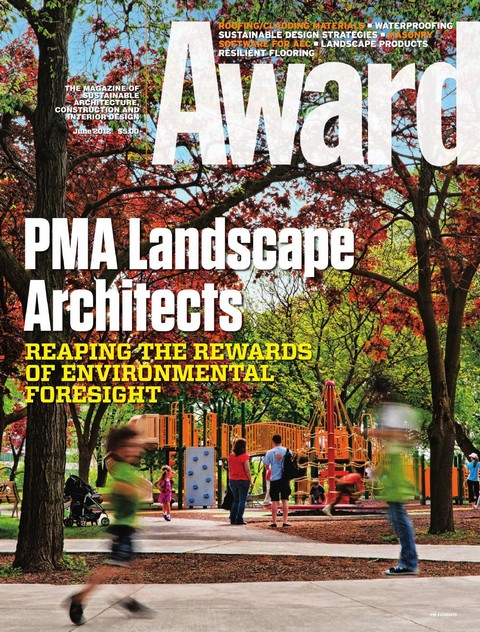 ROOFING/CLADDING MATERIALS ■ WATERPROOFING
SUSTAINABLE DESIGN STRATEGIES ■ MASONRY
SOFTWARE FOR AEC ■ LANDSCAPE PRODUCTS
RESILIENT FLOORING
Award
THE MAGAZINE OF
SUSTAINABLE
ARCHITECTURE,
CONSTRUCTION AND
INTERIOR DESIGN
June 2012 $5.00
PMA Landscape
Architects
REAPING THE REWARDS
OF ENVIRONMENTAL
FORESIGHT